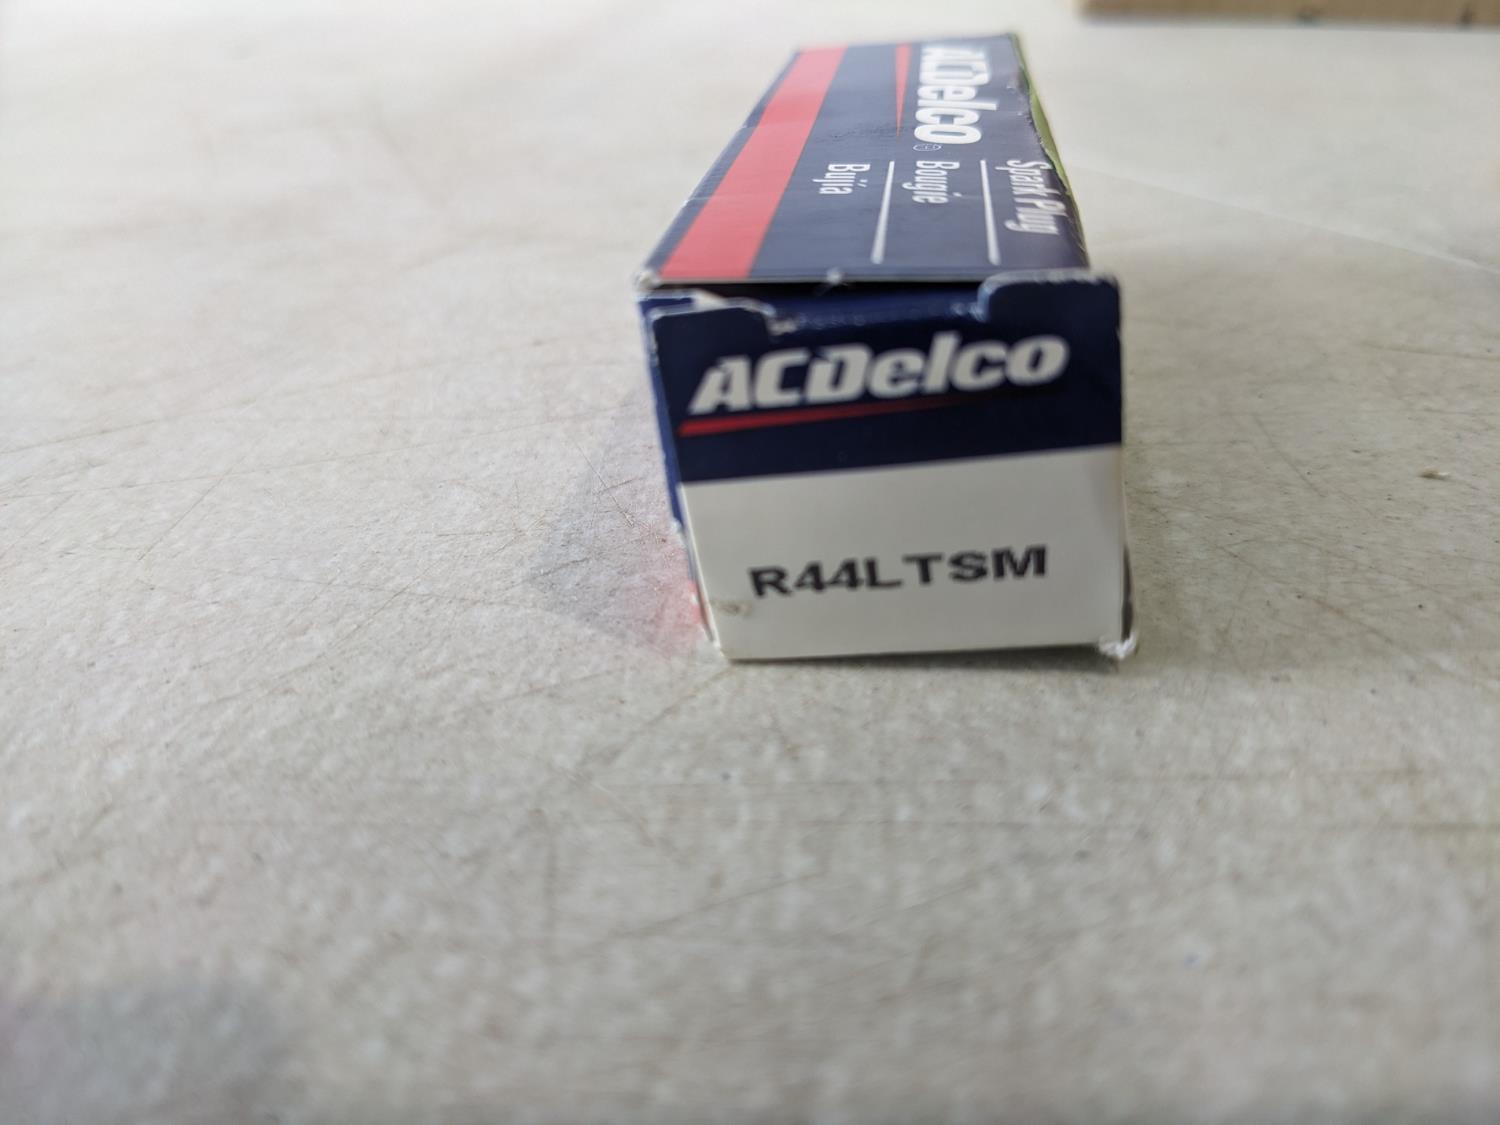 ACDelco®
Spark Plug
Bougie
Bujía
ACDelco
R44LTSM